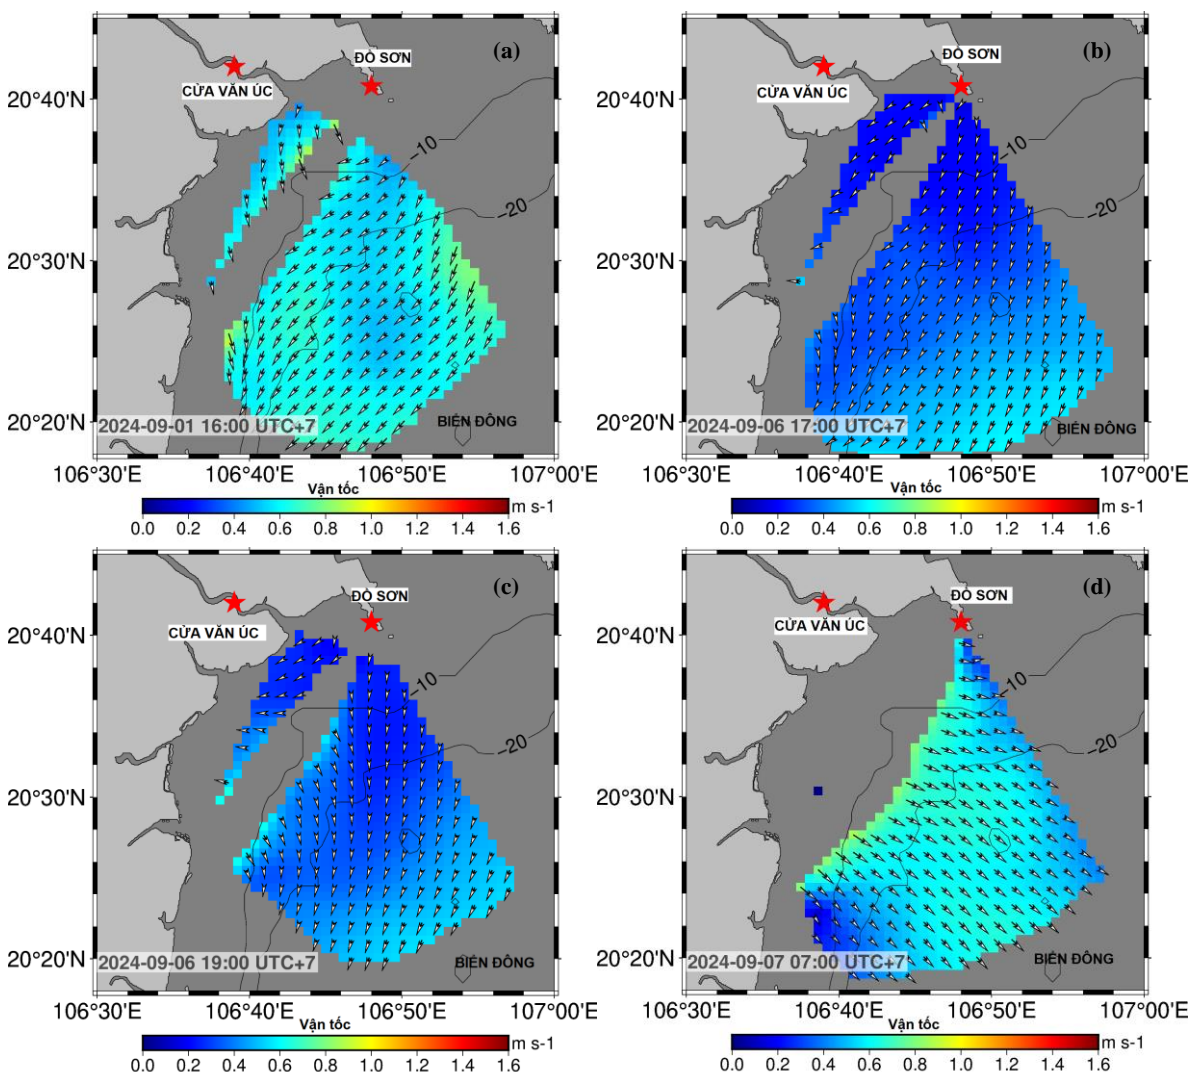 (a)
ĐỒ SƠN
CỬA VĂN ÚC
20°40'N
-10
-20
20°30'N
20°20'N
BIỂN ĐÔNG
2024-09-01 16:00 UTC+7
106°30'E 106°40'E 106°50'E 107°00'E
Vận tốc
m s-1
0.0 0.2 0.4 0.6 0.8 1.0 1.2 1.4 1.6
(b)
ĐỒ SƠN
CỬA VĂN ÚC
20°40'N
-10
-20
20°30'N
20°20'N
BIỂN ĐÔNG
2024-09-06 17:00 UTC+7
106°30'E 106°40'E 106°50'E 107°00'E
Vận tốc
m s-1
0.0 0.2 0.4 0.6 0.8 1.0 1.2 1.4 1.6
(c)
ĐỒ SƠN
CỬA VĂN ÚC
20°40'N
-10
-20
20°30'N
20°20'N
BIỂN ĐÔNG
2024-09-06 19:00 UTC+7
106°30'E 106°40'E 106°50'E 107°00'E
Vận tốc
m s-1
0.0 0.2 0.4 0.6 0.8 1.0 1.2 1.4 1.6
(d)
ĐỒ SƠN
CỬA VĂN ÚC
20°40'N
-10
-20
20°30'N
20°20'N
BIỂN ĐÔNG
2024-09-07 07:00 UTC+7
106°30'E 106°40'E 106°50'E 107°00'E
Vận tốc
m s-1
0.0 0.2 0.4 0.6 0.8 1.0 1.2 1.4 1.6